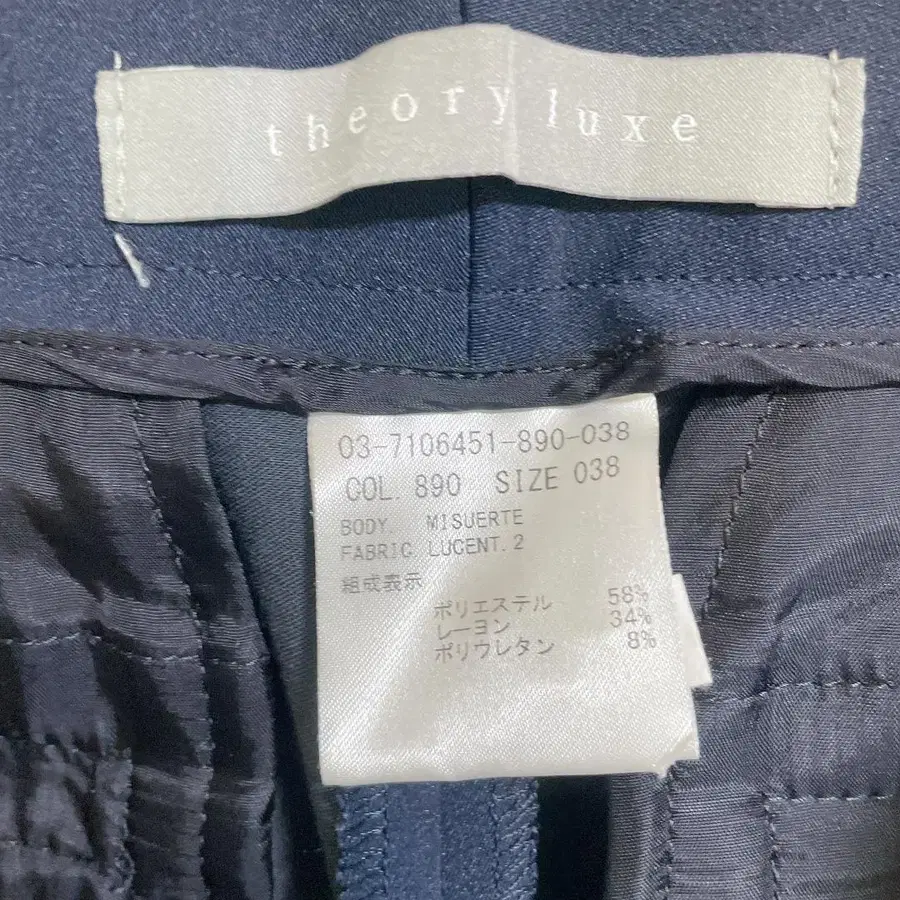 theory luxe
03-7106451-890-038
COL. 890 SIZE 038
BODY MISUERTE
FABRIC LUCENT.2
組成表示
ポリエステル 58%
レーヨン 34%
ポリウレタン 8%